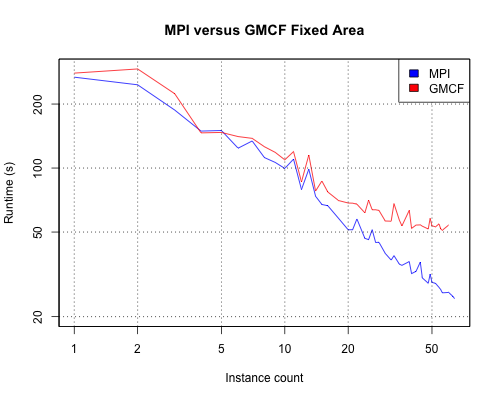 MPI versus GMCF Fixed Area
MPI
GMCF
Runtime (s)
200
100
50
20
1 2 5 10 20 50
Instance count